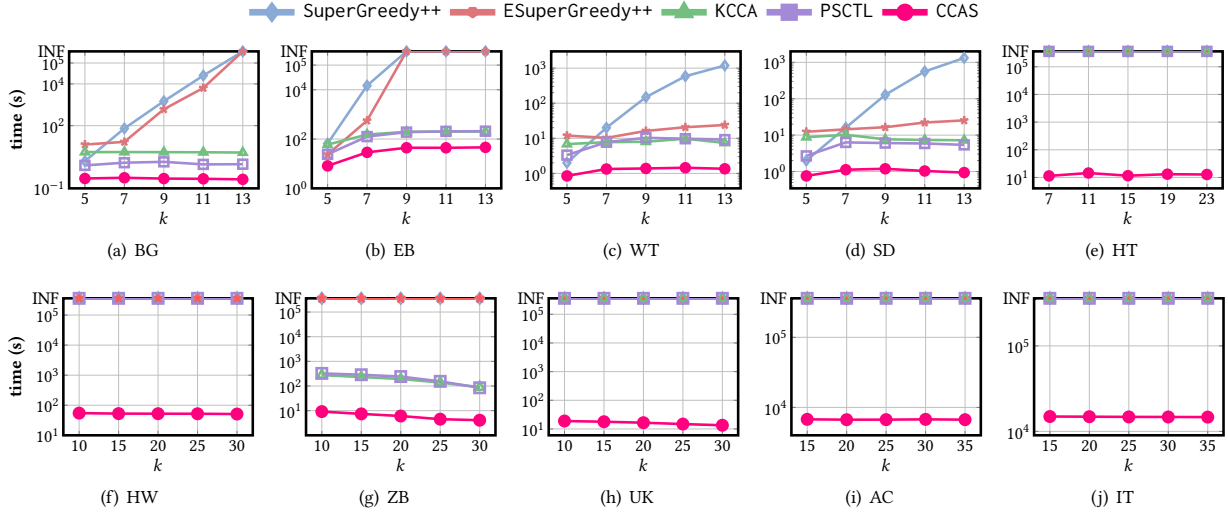 SuperGreedy++ ESuperGreedy++ KCCA PSCTL CCAS
time (s)
INF
10^5
10^4
10^2
10^-1
5 7 9 11 13
k
(a) BG
INF
10^5
10^4
10^2
10^0
5 7 9 11 13
k
(b) EB
10^3
10^2
10^1
10^0
5 7 9 11 13
k
(c) WT
10^3
10^2
10^1
10^0
5 7 9 11 13
k
(d) SD
INF
10^5
10^4
10^3
10^2
10^1
7 11 15 19 23
k
(e) HT
time (s)
INF
10^5
10^4
10^3
10^2
10^1
10 15 20 25 30
k
(f) HW
INF
10^5
10^4
10^3
10^2
10^1
10 15 20 25 30
k
(g) ZB
INF
10^5
10^4
10^3
10^2
10^1
10 15 20 25 30
k
(h) UK
INF
10^5
10^4
15 20 25 30 35
k
(i) AC
INF
10^5
10^4
15 20 25 30 35
k
(j) IT